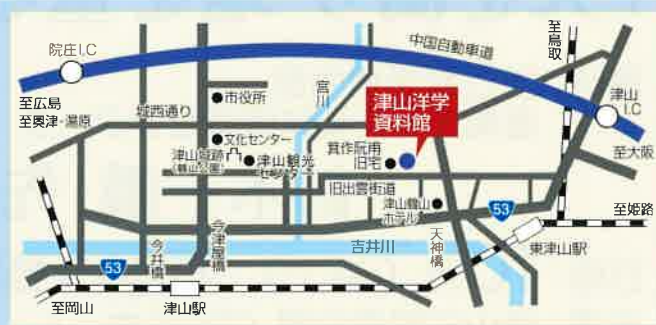 院庄I.C
中国自動車道
至鳥取
至広島
至奥津・湯原
城西通り
市役所
宮川
津山洋学
資料館
津山
I.C
至大阪
文化センター
津山城跡
(鶴山公園)
津山観光
センター
箕作阮甫
旧宅
旧出雲街道
津山鶴山
ホテル
53
至姫路
今井橋
今津屋橋
吉井川
天神橋
東津山駅
53
至岡山
津山駅